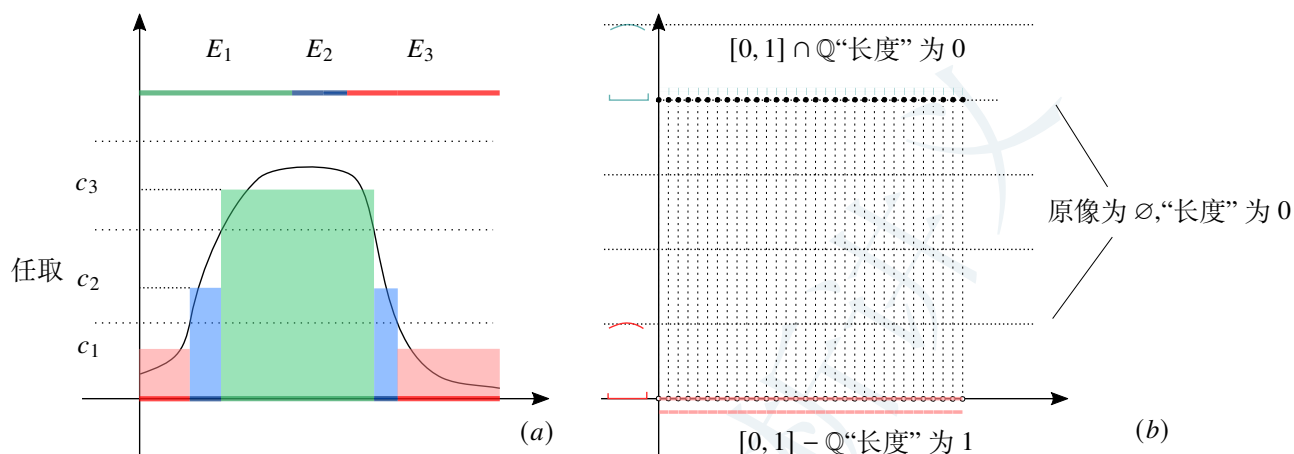 E₁ E₂ E₃
c₃
任取 c₂
c₁
(a)
[0, 1] ∩ ℚ“长度” 为 0
原像为 ∅,“长度” 为 0
[0, 1] − ℚ“长度” 为 1
(b)